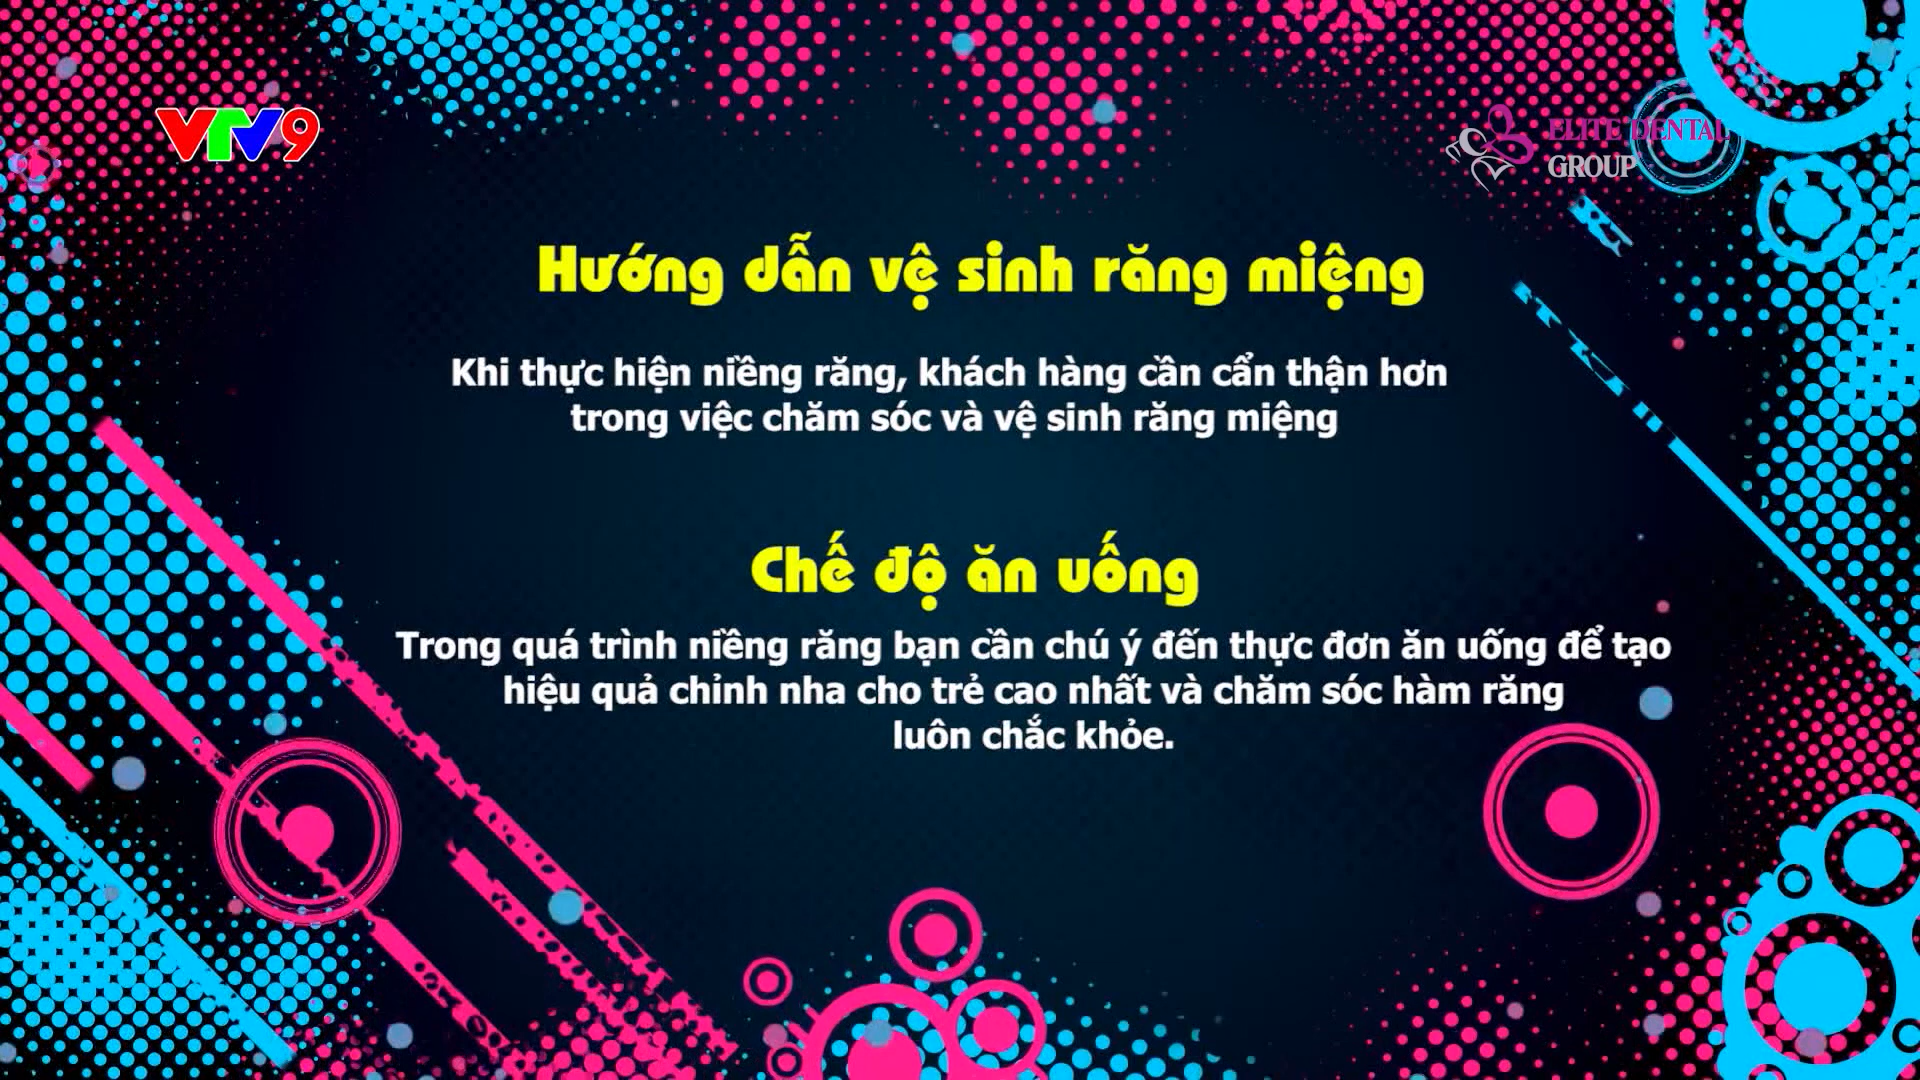 VTV9
ELITE DENTAL
GROUP
Hướng dẫn vệ sinh răng miệng
Khi thực hiện niềng răng, khách hàng cần cẩn thận hơn
trong việc chăm sóc và vệ sinh răng miệng
Chế độ ăn uống
Trong quá trình niềng răng bạn cần chú ý đến thực đơn ăn uống để tạo
hiệu quả chỉnh nha cho trẻ cao nhất và chăm sóc hàm răng
luôn chắc khỏe.